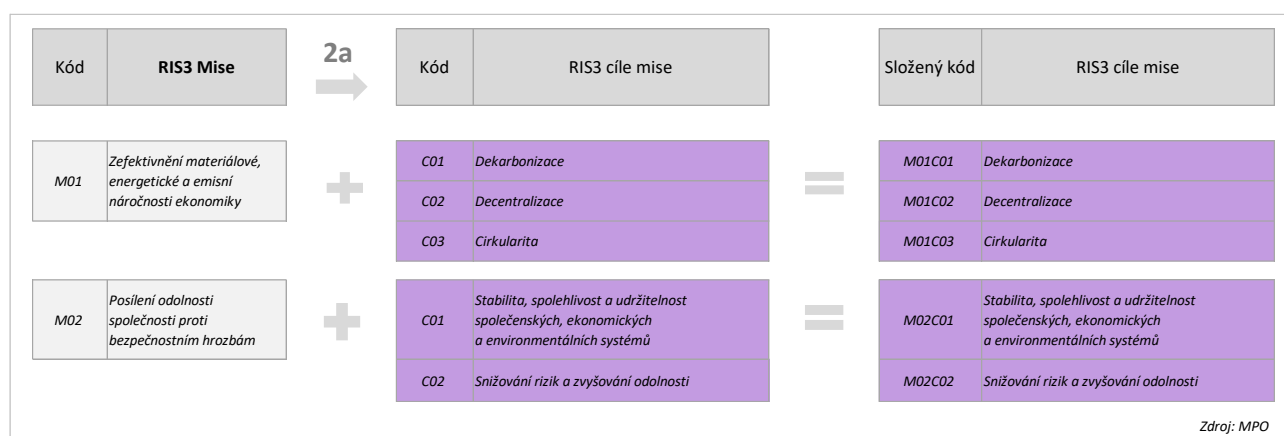 Kód RIS3 Mise 2a Kód RIS3 cíle mise Složený kód RIS3 cíle mise
M01
Zefektivnění materiálové,
energetické a emisní
náročnosti ekonomiky
+
C01 Dekarbonizace
C02 Decentralizace
C03 Cirkularita
=
M01C01 Dekarbonizace
M01C02 Decentralizace
M01C03 Cirkularita
M02
Posílení odolnosti
společnosti proti
bezpečnostním hrozbám
+
C01
Stabilita, spolehlivost a udržitelnost
společenských, ekonomických
a environmentálních systémů
C02 Snižování rizik a zvyšování odolnosti
=
M02C01
Stabilita, spolehlivost a udržitelnost
společenských, ekonomických
a environmentálních systémů
M02C02 Snižování rizik a zvyšování odolnosti
Zdroj: MPO